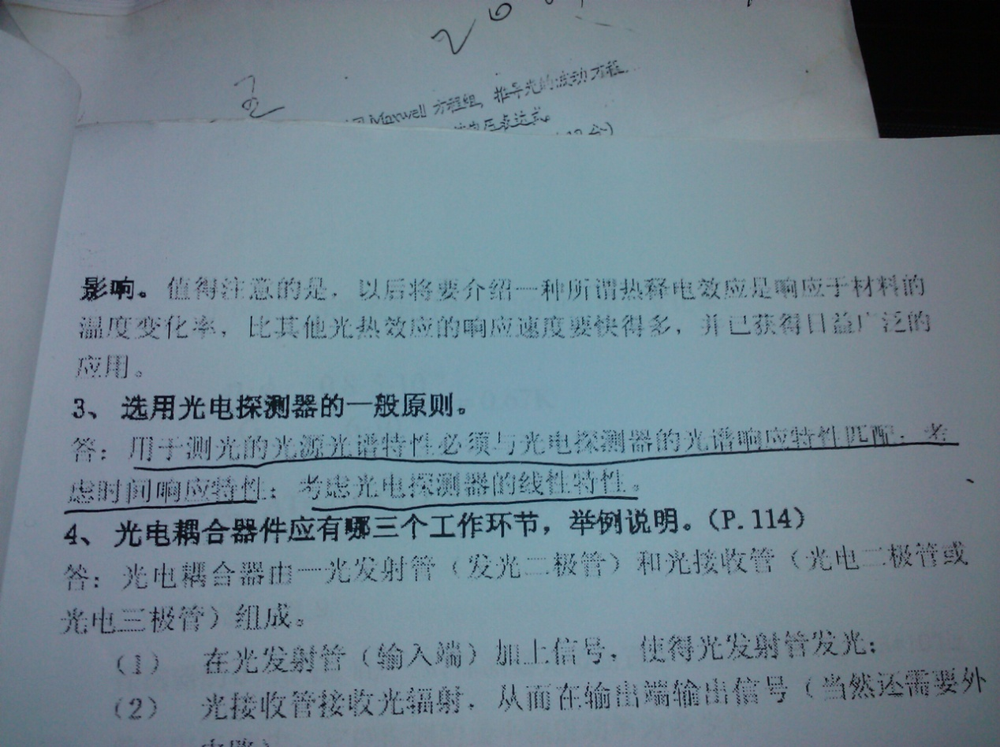 Maxwell 方程组, 推导光的波动方程.
表达式。
影响。值得注意的是，以后将要介绍一种所谓热释电效应是响应于材料的
温度变化率，比其他光热效应的响应速度要快得多，并已获得日益广泛的
应用。
3、选用光电探测器的一般原则。
答：用于测光的光源光谱特性必须与光电探测器的光谱响应特性匹配；考
虑时间响应特性；考虑光电探测器的线性特性。
4、光电耦合器件应有哪三个工作环节，举例说明。（P.114）
答：光电耦合器由一光发射管（发光二极管）和光接收管（光电二极管或
光电三极管）组成。
（1） 在光发射管（输入端）加上信号，使得光发射管发光；
（2） 光接收管接收光辐射，从而在输出端输出信号（当然还需要外